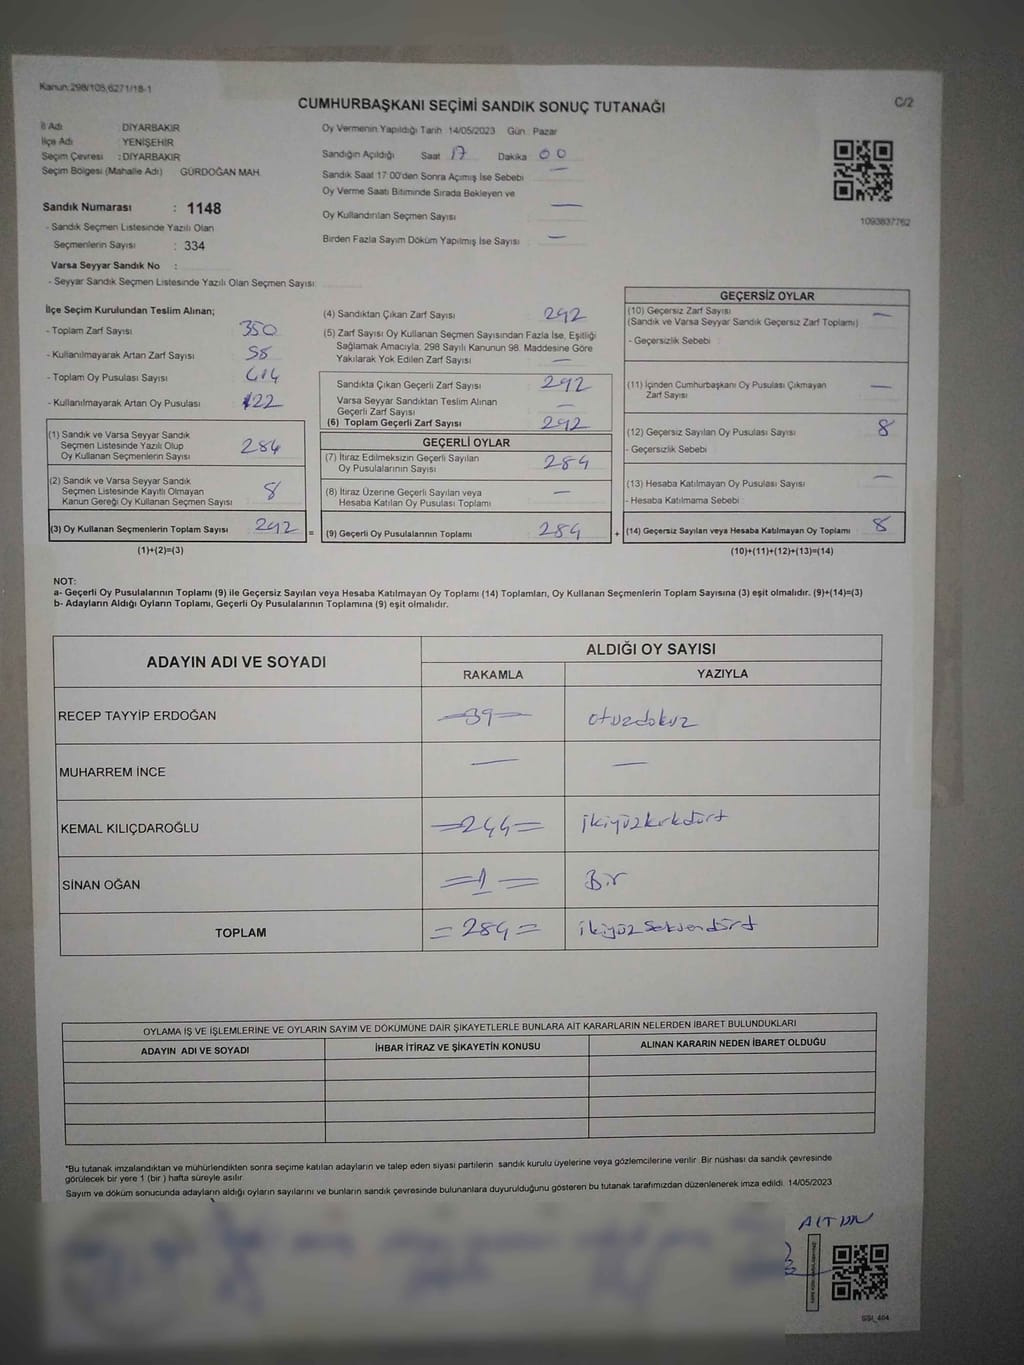 Kanun:298/105,6271/18-1
CUMHURBAŞKANI SEÇİMİ SANDIK SONUÇ TUTANAĞI
C/2
İl Adı : DİYARBAKIR
İlçe Adı : YENİŞEHİR
Seçim Çevresi : DİYARBAKIR
Seçim Bölgesi (Mahalle Adı) GÜRDOĞAN MAH.
Sandık Numarası : 1148
- Sandık Seçmen Listesinde Yazılı Olan
Seçmenlerin Sayısı : 334
Varsa Seyyar Sandık No :
- Seyyar Sandık Seçmen Listesinde Yazılı Olan Seçmen Sayısı:
Oy Vermenin Yapıldığı Tarih 14/05/2023 Gün : Pazar
Sandığın Açıldığı Saat 17 Dakika 00
Sandık Saat 17:00'den Sonra Açımış İse Sebebi —
Oy Verme Saati Bitiminde Sırada Bekleyen ve
Oy Kullandırılan Seçmen Sayısı —
Birden Fazla Sayım Döküm Yapılmış İse Sayısı —
1093837762
İlçe Seçim Kurulundan Teslim Alınan;
- Toplam Zarf Sayısı 350
- Kullanılmayarak Artan Zarf Sayısı 58
- Toplam Oy Pusulası Sayısı 414
- Kullanılmayarak Artan Oy Pusulası 122
(1) Sandık ve Varsa Seyyar Sandık
Seçmen Listesinde Yazılı Olup
Oy Kullanan Seçmenlerin Sayısı 284
(2) Sandık ve Varsa Seyyar Sandık
Seçmen Listesinde Kayıtlı Olmayan
Kanun Gereği Oy Kullanan Seçmen Sayısı 8
(3) Oy Kullanan Seçmenlerin Toplam Sayısı 292 =
(1)+(2)=(3)
(4) Sandıktan Çıkan Zarf Sayısı 292
(5) Zarf Sayısı Oy Kullanan Seçmen Sayısından Fazla İse, Eşitliği
Sağlamak Amacıyla, 298 Sayılı Kanunun 98. Maddesine Göre
Yakılarak Yok Edilen Zarf Sayısı —
Sandıkta Çıkan Geçerli Zarf Sayısı 292
Varsa Seyyar Sandıktan Teslim Alınan
Geçerli Zarf Sayısı —
(6) Toplam Geçerli Zarf Sayısı 292
GEÇERLİ OYLAR
(7) İtiraz Edilmeksizin Geçerli Sayılan
Oy Pusulalarının Sayısı 284
(8) İtiraz Üzerine Geçerli Sayılan veya
Hesaba Katılan Oy Pusulası Toplamı —
(9) Geçerli Oy Pusulalarının Toplamı 284 +
GEÇERSİZ OYLAR
(10) Geçersiz Zarf Sayısı —
(Sandık ve Varsa Seyyar Sandık Geçersiz Zarf Toplamı)
- Geçersizlik Sebebi :
(11) İçinden Cumhurbaşkanı Oy Pusulası Çıkmayan
Zarf Sayısı —
(12) Geçersiz Sayılan Oy Pusulası Sayısı 8
- Geçersizlik Sebebi
(13) Hesaba Katılmayan Oy Pusulası Sayısı —
- Hesaba Katılmama Sebebi :
(14) Geçersiz Sayılan veya Hesaba Katılmayan Oy Toplamı 8
(10)+(11)+(12)+(13)=(14)
NOT:
a- Geçerli Oy Pusulalarının Toplamı (9) ile Geçersiz Sayılan veya Hesaba Katılmayan Oy Toplamı (14) Toplamları, Oy Kullanan Seçmenlerin Toplam Sayısına (3) eşit olmalıdır. (9)+(14)=(3)
b- Adayların Aldığı Oyların Toplamı, Geçerli Oy Pusulalarının Toplamına (9) eşit olmalıdır.
ADAYIN ADI VE SOYADI
ALDIĞI OY SAYISI
RAKAMLA YAZIYLA
RECEP TAYYİP ERDOĞAN —39— otuzdokuz
MUHARREM İNCE — —
KEMAL KILIÇDAROĞLU =244= ikiyüzkırkdört
SİNAN OĞAN =1= Bir
TOPLAM =284= ikiyüzseksendört
OYLAMA İŞ VE İŞLEMLERİNE VE OYLARIN SAYIM VE DÖKÜMÜNE DAİR ŞİKAYETLERLE BUNLARA AİT KARARLARIN NELERDEN İBARET BULUNDUKLARI
ADAYIN ADI VE SOYADI İHBAR İTİRAZ VE ŞİKAYETİN KONUSU ALINAN KARARIN NEDEN İBARET OLDUĞU
"Bu tutanak imzalandıktan ve mühürlendikten sonra seçime katılan adayların ve talep eden siyasi partilerin sandık kurulu üyelerine veya gözlemcilerine verilir. Bir nüshası da sandık çevresinde
görülecek bir yere 1 (bir ) hafta süreyle asılır.
Sayım ve döküm sonucunda adayların aldığı oyların sayılarını ve bunların sandık çevresinde bulunanlara duyurulduğunu gösteren bu tutanak tarafımızdan düzenlenerek imza edildi. 14/05/2023
ALTUN
SSI_464